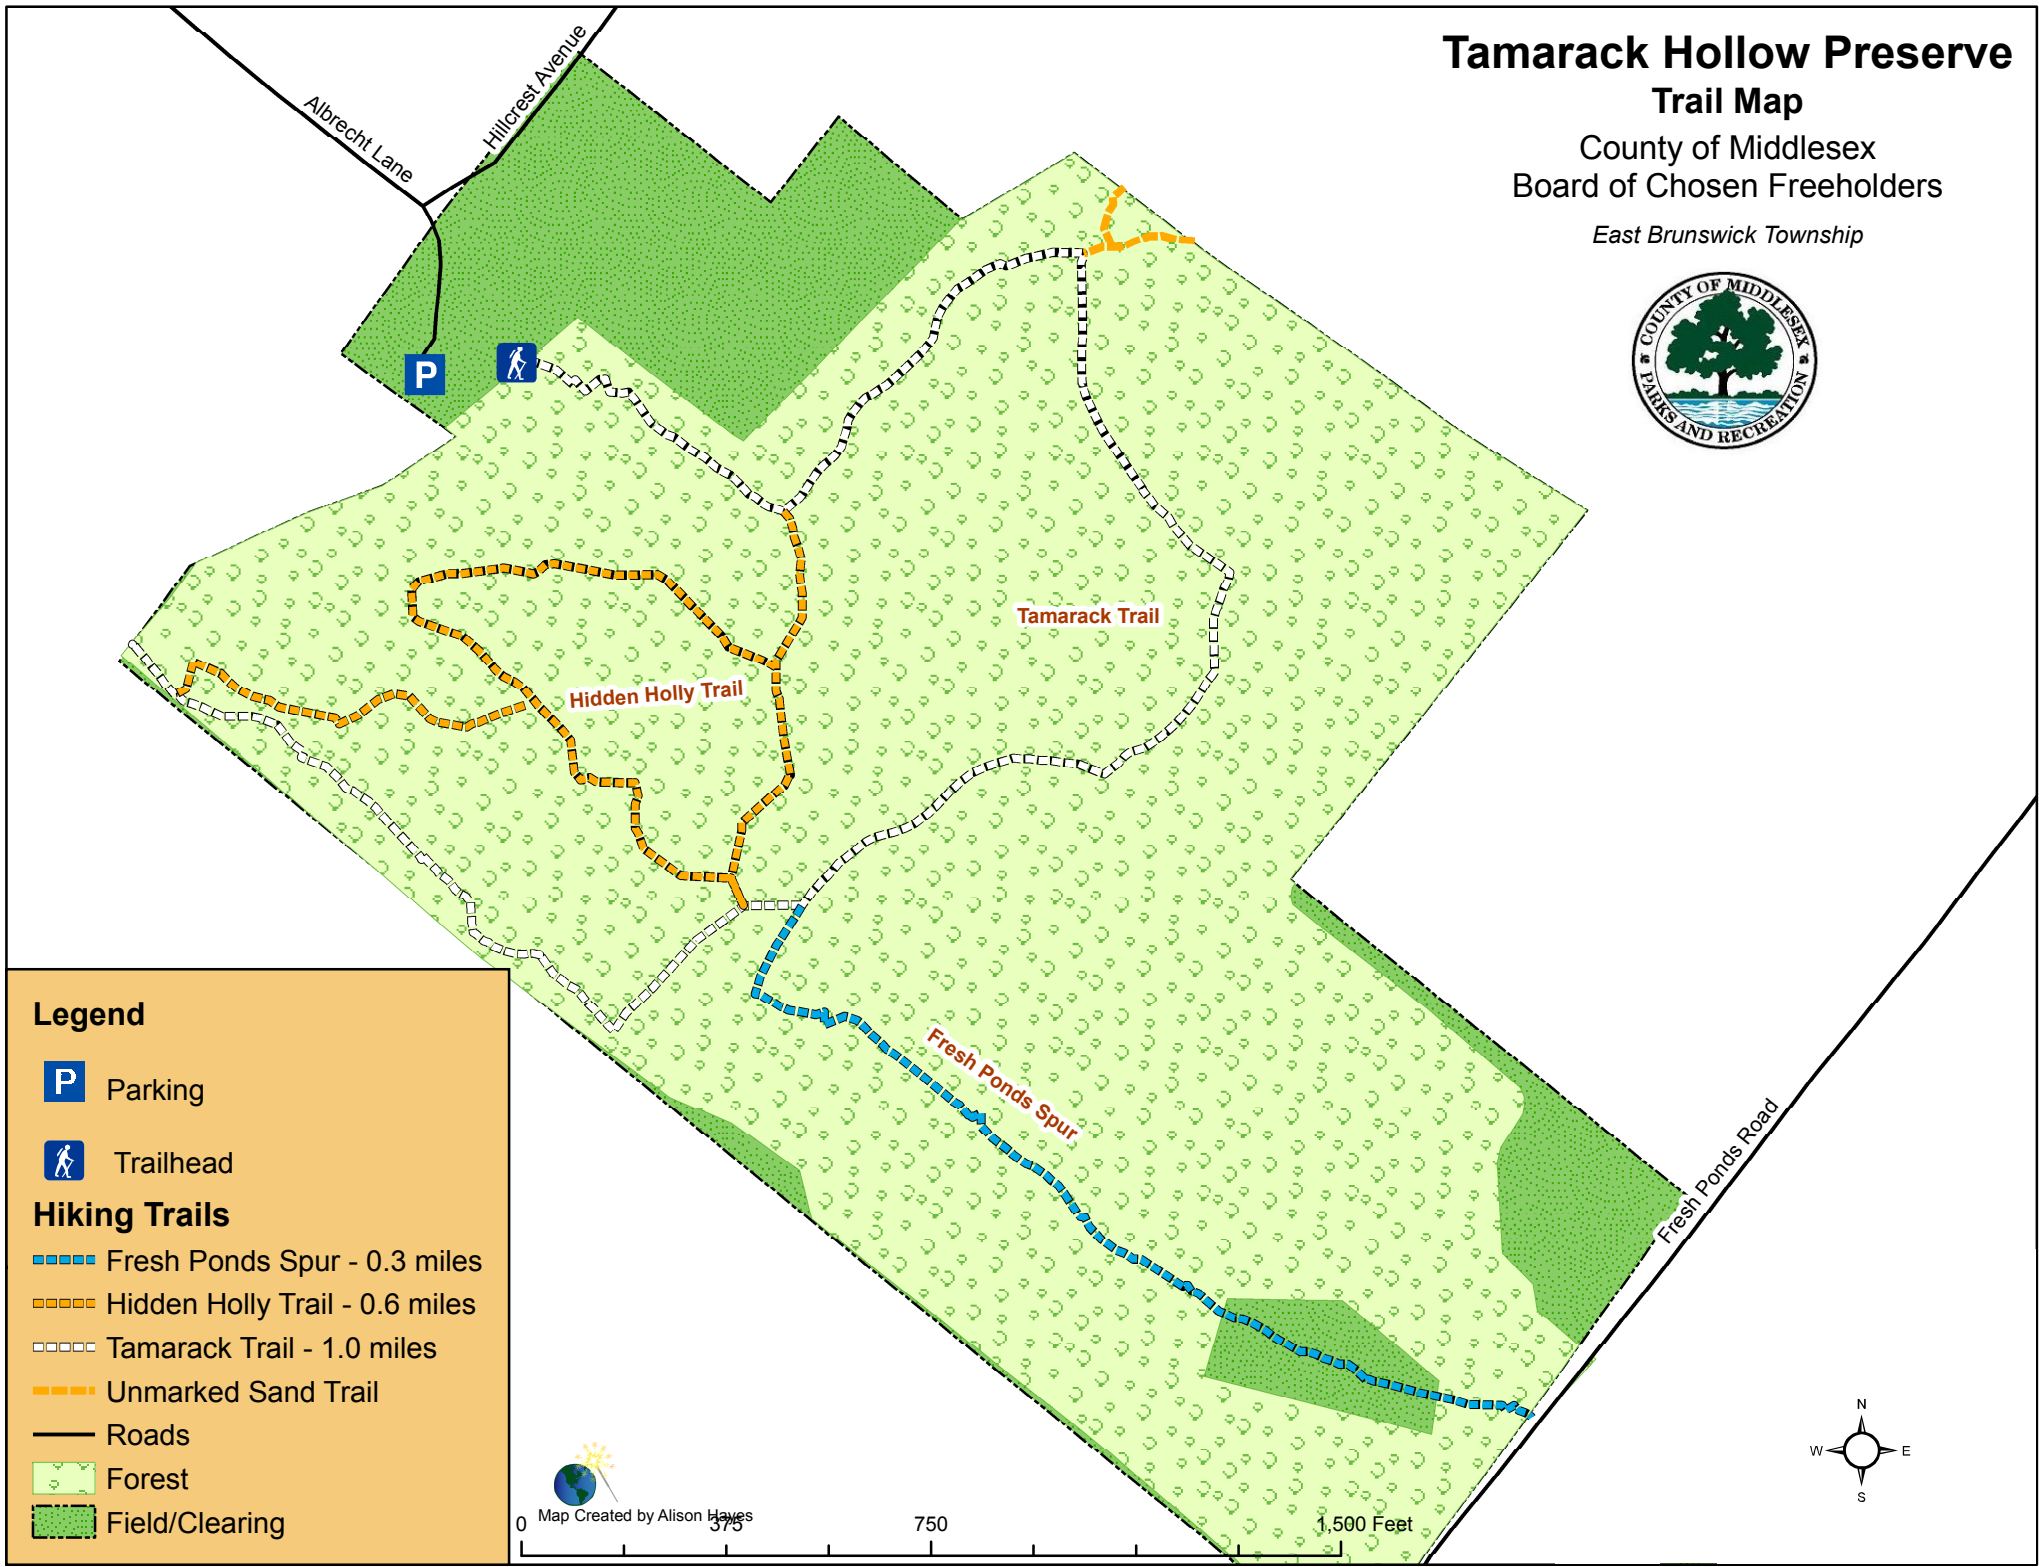 Tamarack Hollow Preserve
Trail Map
County of Middlesex
Board of Chosen Freeholders
East Brunswick Township
COUNTY OF MIDDLESEX
PARKS AND RECREATION
Albrecht Lane
Hillcrest Avenue
P
Tamarack Trail
Hidden Holly Trail
Fresh Ponds Spur
Fresh Ponds Road
Legend
P Parking
Trailhead
Hiking Trails
Fresh Ponds Spur - 0.3 miles
Hidden Holly Trail - 0.6 miles
Tamarack Trail - 1.0 miles
Unmarked Sand Trail
Roads
Forest
Field/Clearing
Map Created by Alison Hayes
0 375 750 1,500 Feet
N
W E
S